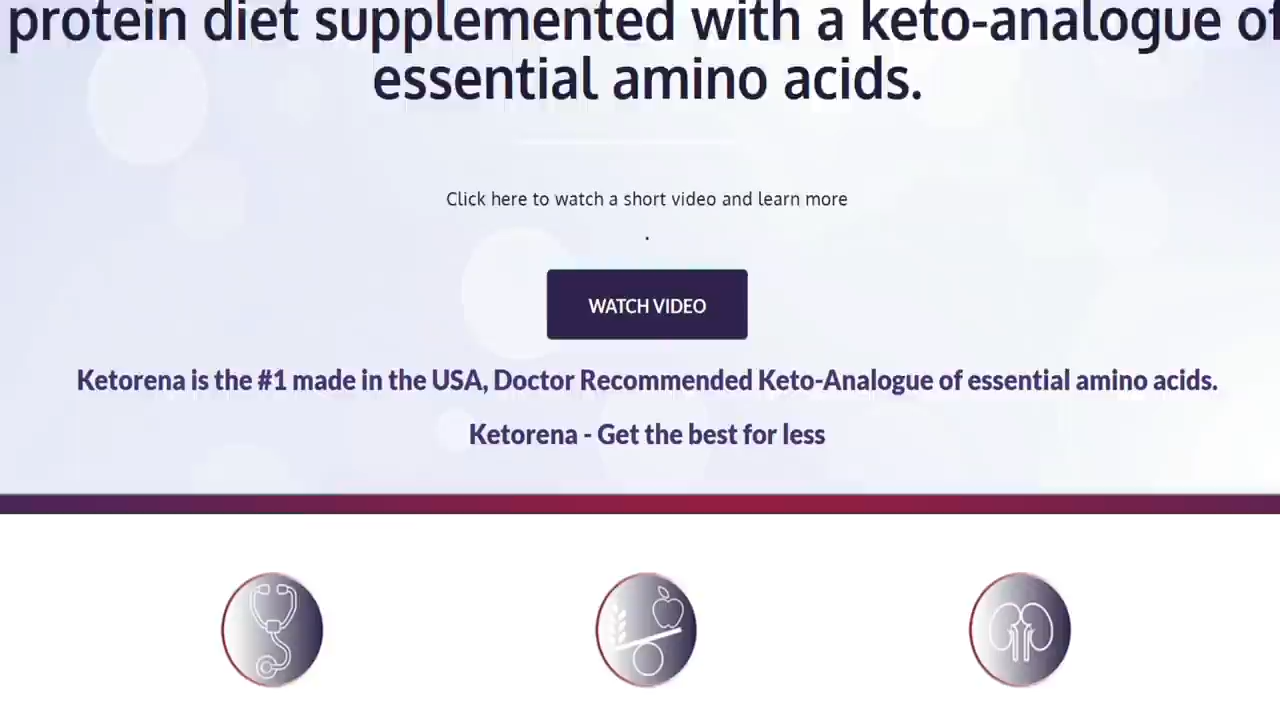 protein diet supplemented with a keto-analogue of
essential amino acids.
Click here to watch a short video and learn more
.
WATCH VIDEO
Ketorena is the #1 made in the USA, Doctor Recommended Keto-Analogue of essential amino acids.
Ketorena - Get the best for less